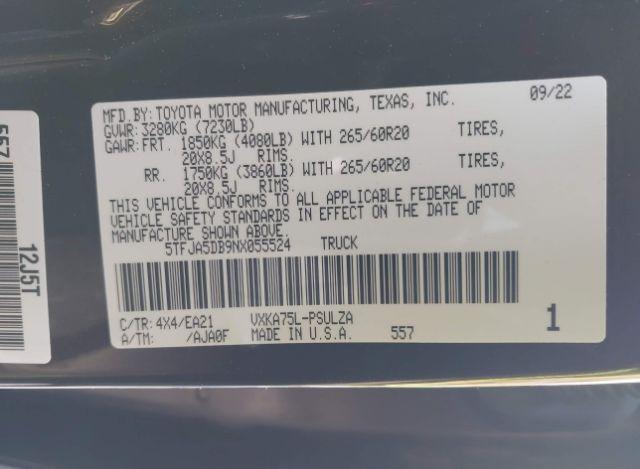 MFD.BY:TOYOTA MOTOR MANUFACTURING, TEXAS, INC. 09/22
GVWR:3280KG (7230LB)
GAWR:FRT. 1850KG (4080LB) WITH 265/60R20 TIRES,
20X8.5J RIMS.
RR. 1750KG (3860LB) WITH 265/60R20 TIRES,
20X8.5J RIMS.
THIS VEHICLE CONFORMS TO ALL APPLICABLE FEDERAL MOTOR
VEHICLE SAFETY STANDARDS IN EFFECT ON THE DATE OF
MANUFACTURE SHOWN ABOVE.
5TFJA5DB9NX055524 TRUCK
C/TR:4X4/EA21 VXKA75L-PSULZA
A/TM: /AJA0F MADE IN U.S.A. 557 1
557
12J5T